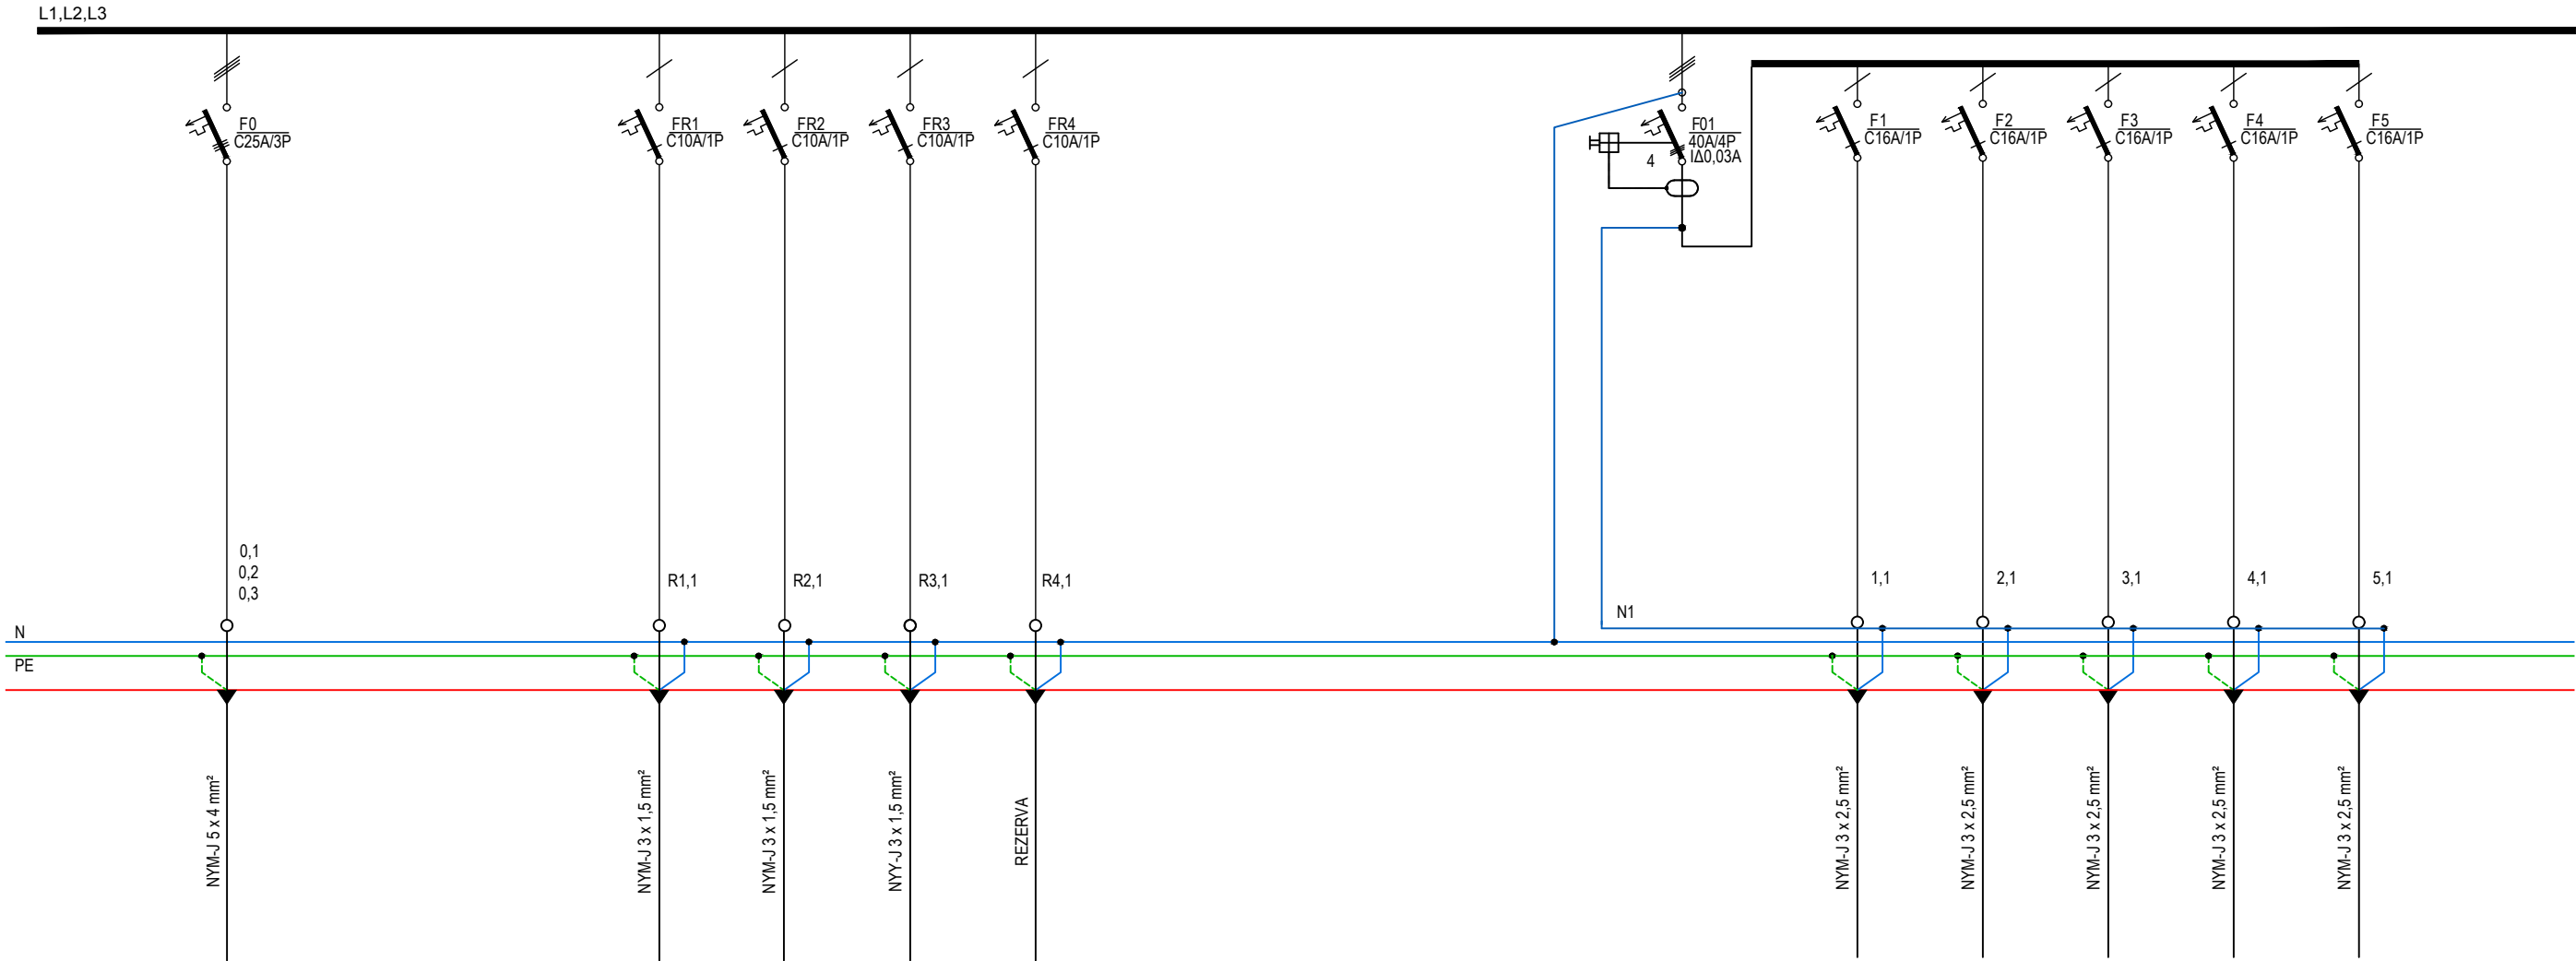 L1,L2,L3
F0
C25A/3P
FR1
C10A/1P
FR2
C10A/1P
FR3
C10A/1P
FR4
C10A/1P
F01
40A/4P
IΔ0,03A
4
F1
C16A/1P
F2
C16A/1P
F3
C16A/1P
F4
C16A/1P
F5
C16A/1P
0,1
0,2
0,3
R1,1
R2,1
R3,1
R4,1
1,1
2,1
3,1
4,1
5,1
N1
N
PE
NYM-J 5 x 4 mm²
NYM-J 3 x 1,5 mm²
NYM-J 3 x 1,5 mm²
NYY-J 3 x 1,5 mm²
REZERVA
NYM-J 3 x 2,5 mm²
NYM-J 3 x 2,5 mm²
NYM-J 3 x 2,5 mm²
NYM-J 3 x 2,5 mm²
NYM-J 3 x 2,5 mm²